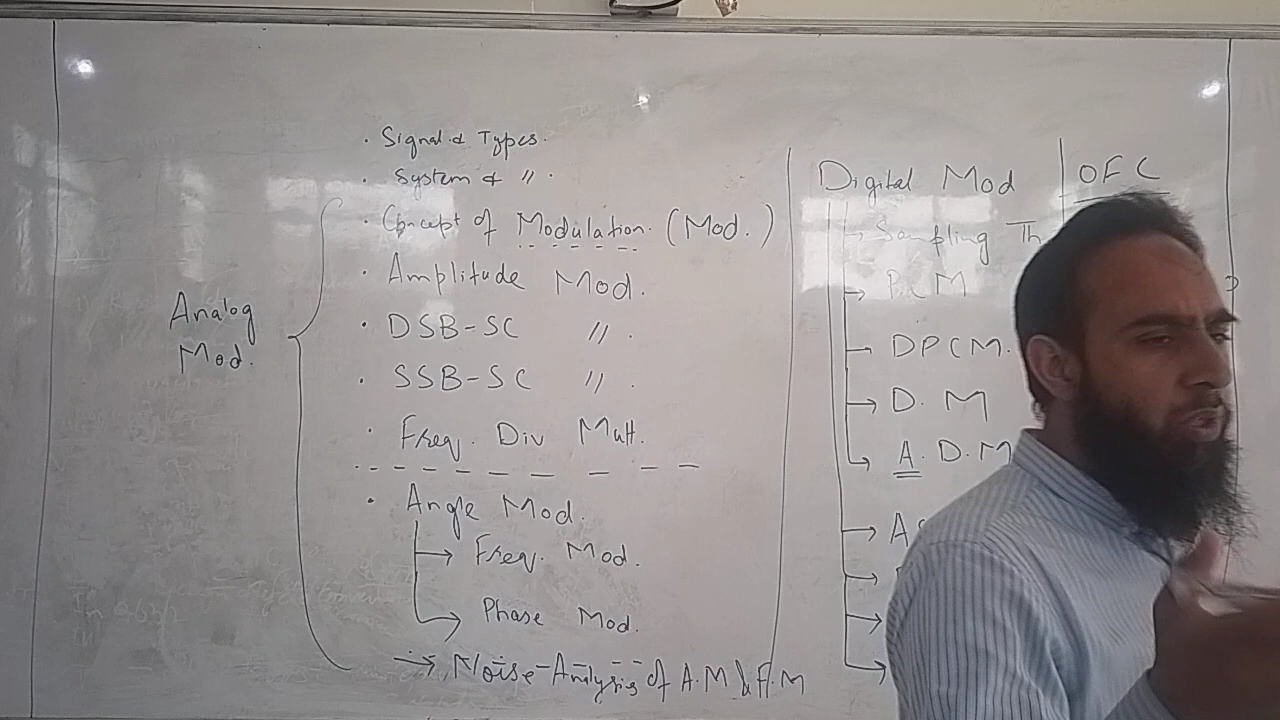 · Signal & Types.
· System & " .
· Concept of Modulation. (Mod.)
· Amplitude Mod.
Analog
Mod.
· DSB-SC " .
· SSB-SC " .
· Freq. Div Mult.
· Angle Mod.
→ Freq. Mod.
→ Phase Mod.
→ Noise-Analysis of A.M & F.M
Digital Mod
→ Sampling Th
→ P.C M
→ DPCM.
→ D. M
→ A. D. M
→ A
OFC